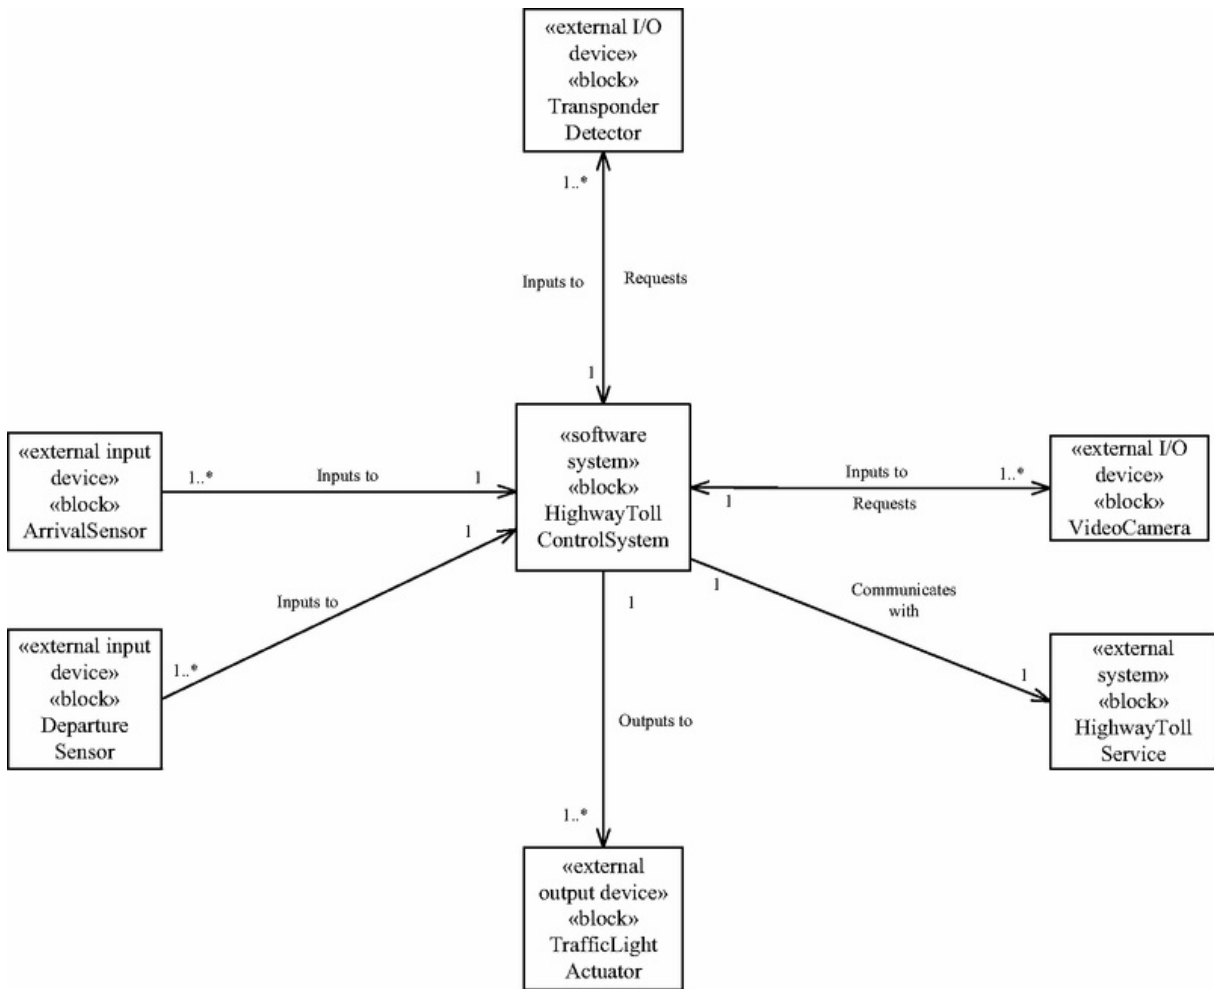 «external I/O
device»
«block»
Transponder
Detector
1..*
Inputs to
Requests
1
«software
system»
«block»
HighwayToll
ControlSystem
«external input
device»
«block»
ArrivalSensor
1..*
Inputs to
1
«external I/O
device»
«block»
VideoCamera
Inputs to
1..*
1
Requests
1
Inputs to
«external input
device»
«block»
Departure
Sensor
1..*
1
Communicates
with
1
«external
system»
«block»
HighwayToll
Service
1
Outputs to
1..*
«external
output device»
«block»
TrafficLight
Actuator